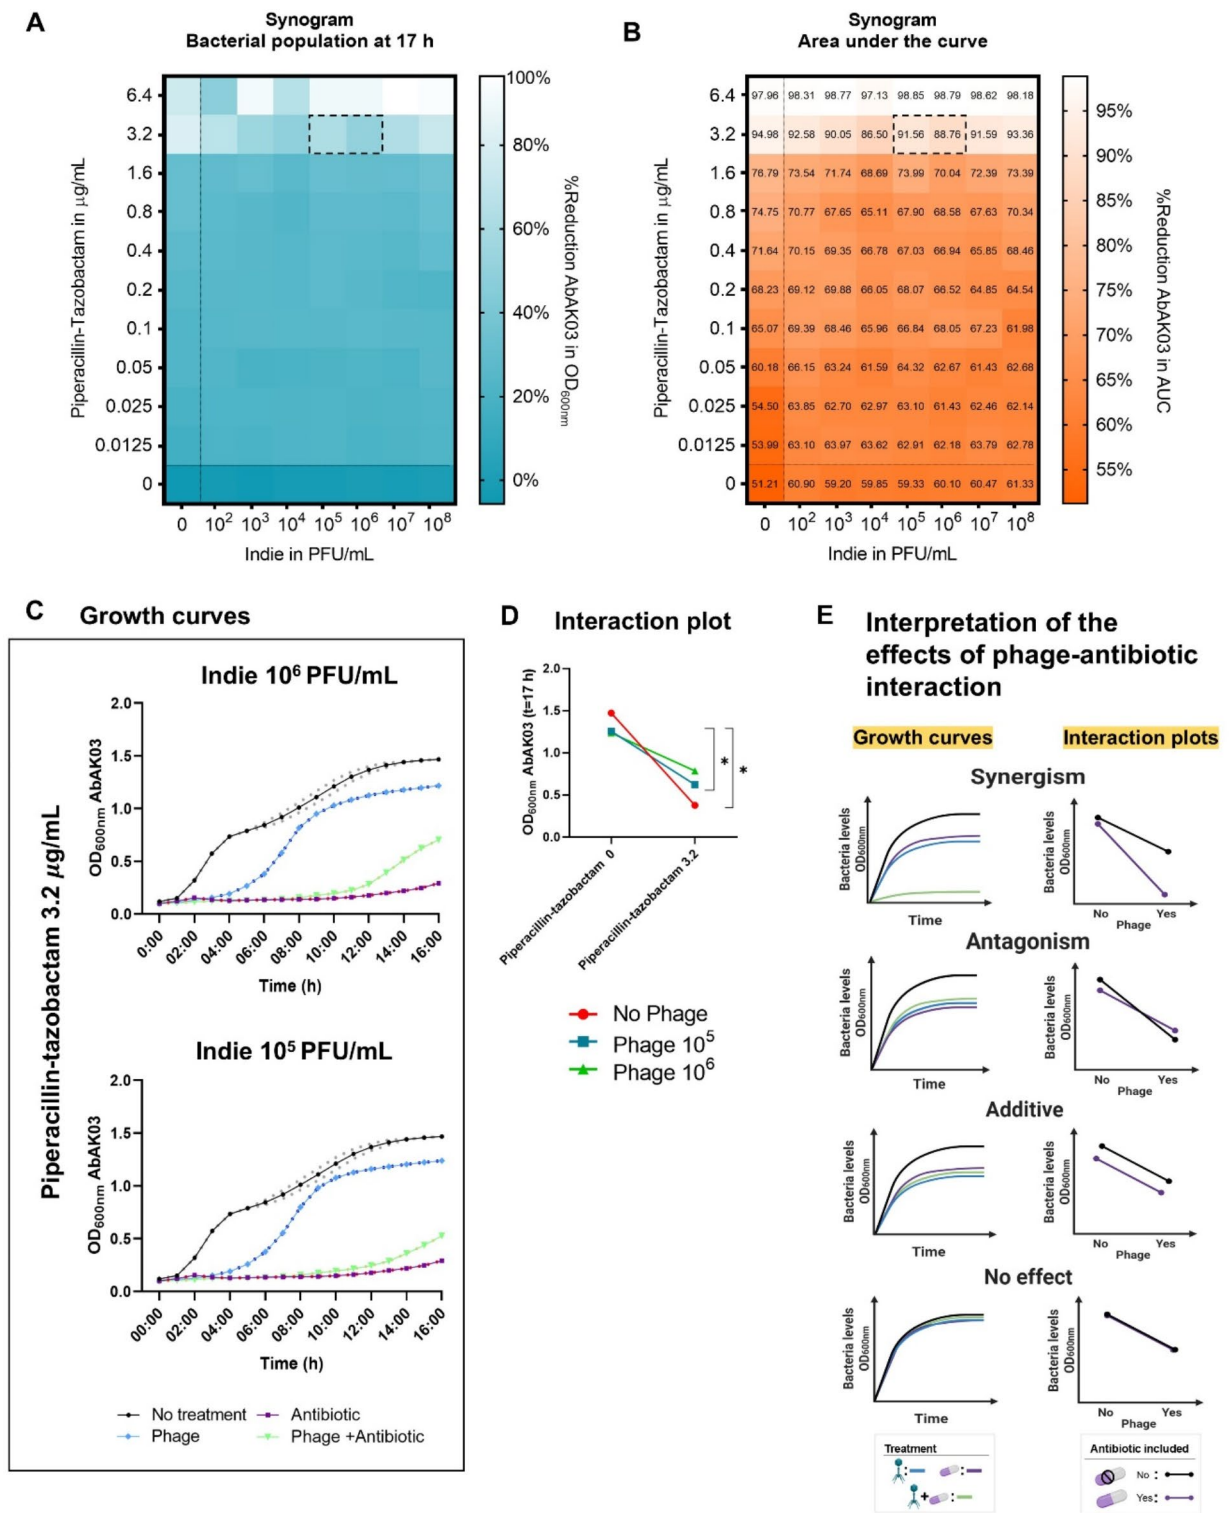 A
Synogram
Bacterial population at 17 h
Piperacillin-Tazobactam in μg/mL
6.4
3.2
1.6
0.8
0.4
0.2
0.1
0.05
0.025
0.0125
0
0 10² 10³ 10⁴ 10⁵ 10⁶ 10⁷ 10⁸
Indie in PFU/mL
100%
80%
60%
40%
20%
0%
%Reduction AbAK03 in OD600nm
B
Synogram
Area under the curve
Piperacillin-Tazobactam in μg/mL
6.4 97.96 98.31 98.77 97.13 98.85 98.79 98.62 98.18
3.2 94.98 92.58 90.05 86.50 91.56 88.76 91.59 93.36
1.6 76.79 73.54 71.74 68.69 73.99 70.04 72.39 73.39
0.8 74.75 70.77 67.65 65.11 67.90 68.58 67.63 70.34
0.4 71.64 70.15 69.35 66.78 67.03 66.94 65.85 68.46
0.2 68.23 69.12 69.88 66.05 68.07 66.52 64.85 64.54
0.1 65.07 69.39 68.46 65.96 66.84 68.05 67.23 61.98
0.05 60.18 66.15 63.24 61.59 64.32 62.67 61.43 62.68
0.025 54.50 63.85 62.70 62.97 63.10 61.43 62.46 62.14
0.0125 53.99 63.10 63.97 63.62 62.91 62.18 63.79 62.78
0 51.21 60.90 59.20 59.85 59.33 60.10 60.47 61.33
0 10² 10³ 10⁴ 10⁵ 10⁶ 10⁷ 10⁸
Indie in PFU/mL
95%
90%
85%
80%
75%
70%
65%
60%
55%
%Reduction AbAK03 in AUC
C Growth curves
Piperacillin-tazobactam 3.2 μg/mL
Indie 10⁶ PFU/mL
OD600nm AbAK03
2.0
1.5
1.0
0.5
0.0
0:00 02:00 04:00 06:00 08:00 10:00 12:00 14:00 16:00
Time (h)
Indie 10⁵ PFU/mL
OD600nm AbAK03
2.0
1.5
1.0
0.5
0.0
00:00 02:00 04:00 06:00 08:00 10:00 12:00 14:00 16:00
Time (h)
No treatment Antibiotic
Phage Phage +Antibiotic
D Interaction plot
OD600nm AbAK03 (t=17 h)
2.0
1.5
1.0
0.5
0.0
* *
Piperacillin-tazobactam 0
Piperacillin-tazobactam 3.2
No Phage
Phage 10⁵
Phage 10⁶
E Interpretation of the
effects of phage-antibiotic
interaction
Growth curves Interaction plots
Synergism
Bacteria levels
OD600nm
Time
Bacteria levels
OD600nm
No Yes
Phage
Antagonism
Bacteria levels
OD600nm
Time
Bacteria levels
OD600nm
No Yes
Phage
Additive
Bacteria levels
OD600nm
Time
Bacteria levels
OD600nm
No Yes
Phage
No effect
Bacteria levels
OD600nm
Time
Bacteria levels
OD600nm
No Yes
Phage
Treatment
: :
+ :
Antibiotic included
No :
Yes: